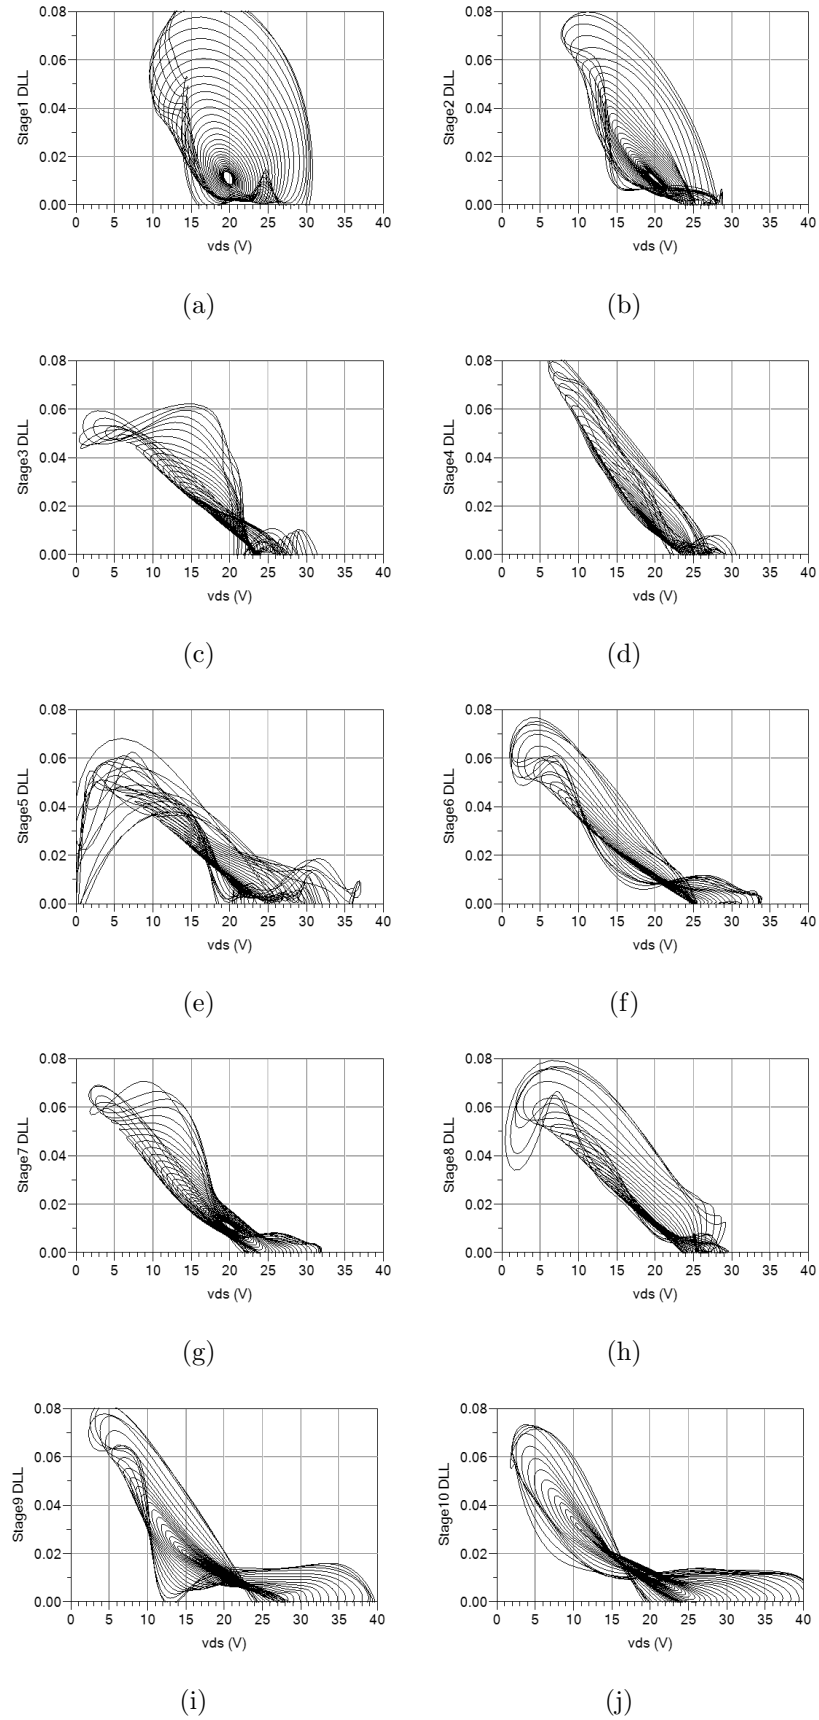 Stage1 DLL
0.08
0.06
0.04
0.02
0.00
0 5 10 15 20 25 30 35 40
vds (V)
(a)
Stage2 DLL
0.08
0.06
0.04
0.02
0.00
0 5 10 15 20 25 30 35 40
vds (V)
(b)
Stage3 DLL
0.08
0.06
0.04
0.02
0.00
0 5 10 15 20 25 30 35 40
vds (V)
(c)
Stage4 DLL
0.08
0.06
0.04
0.02
0.00
0 5 10 15 20 25 30 35 40
vds (V)
(d)
Stage5 DLL
0.08
0.06
0.04
0.02
0.00
0 5 10 15 20 25 30 35 40
vds (V)
(e)
Stage6 DLL
0.08
0.06
0.04
0.02
0.00
0 5 10 15 20 25 30 35 40
vds (V)
(f)
Stage7 DLL
0.08
0.06
0.04
0.02
0.00
0 5 10 15 20 25 30 35 40
vds (V)
(g)
Stage8 DLL
0.08
0.06
0.04
0.02
0.00
0 5 10 15 20 25 30 35 40
vds (V)
(h)
Stage9 DLL
0.08
0.06
0.04
0.02
0.00
0 5 10 15 20 25 30 35 40
vds (V)
(i)
Stage10 DLL
0.08
0.06
0.04
0.02
0.00
0 5 10 15 20 25 30 35 40
vds (V)
(j)